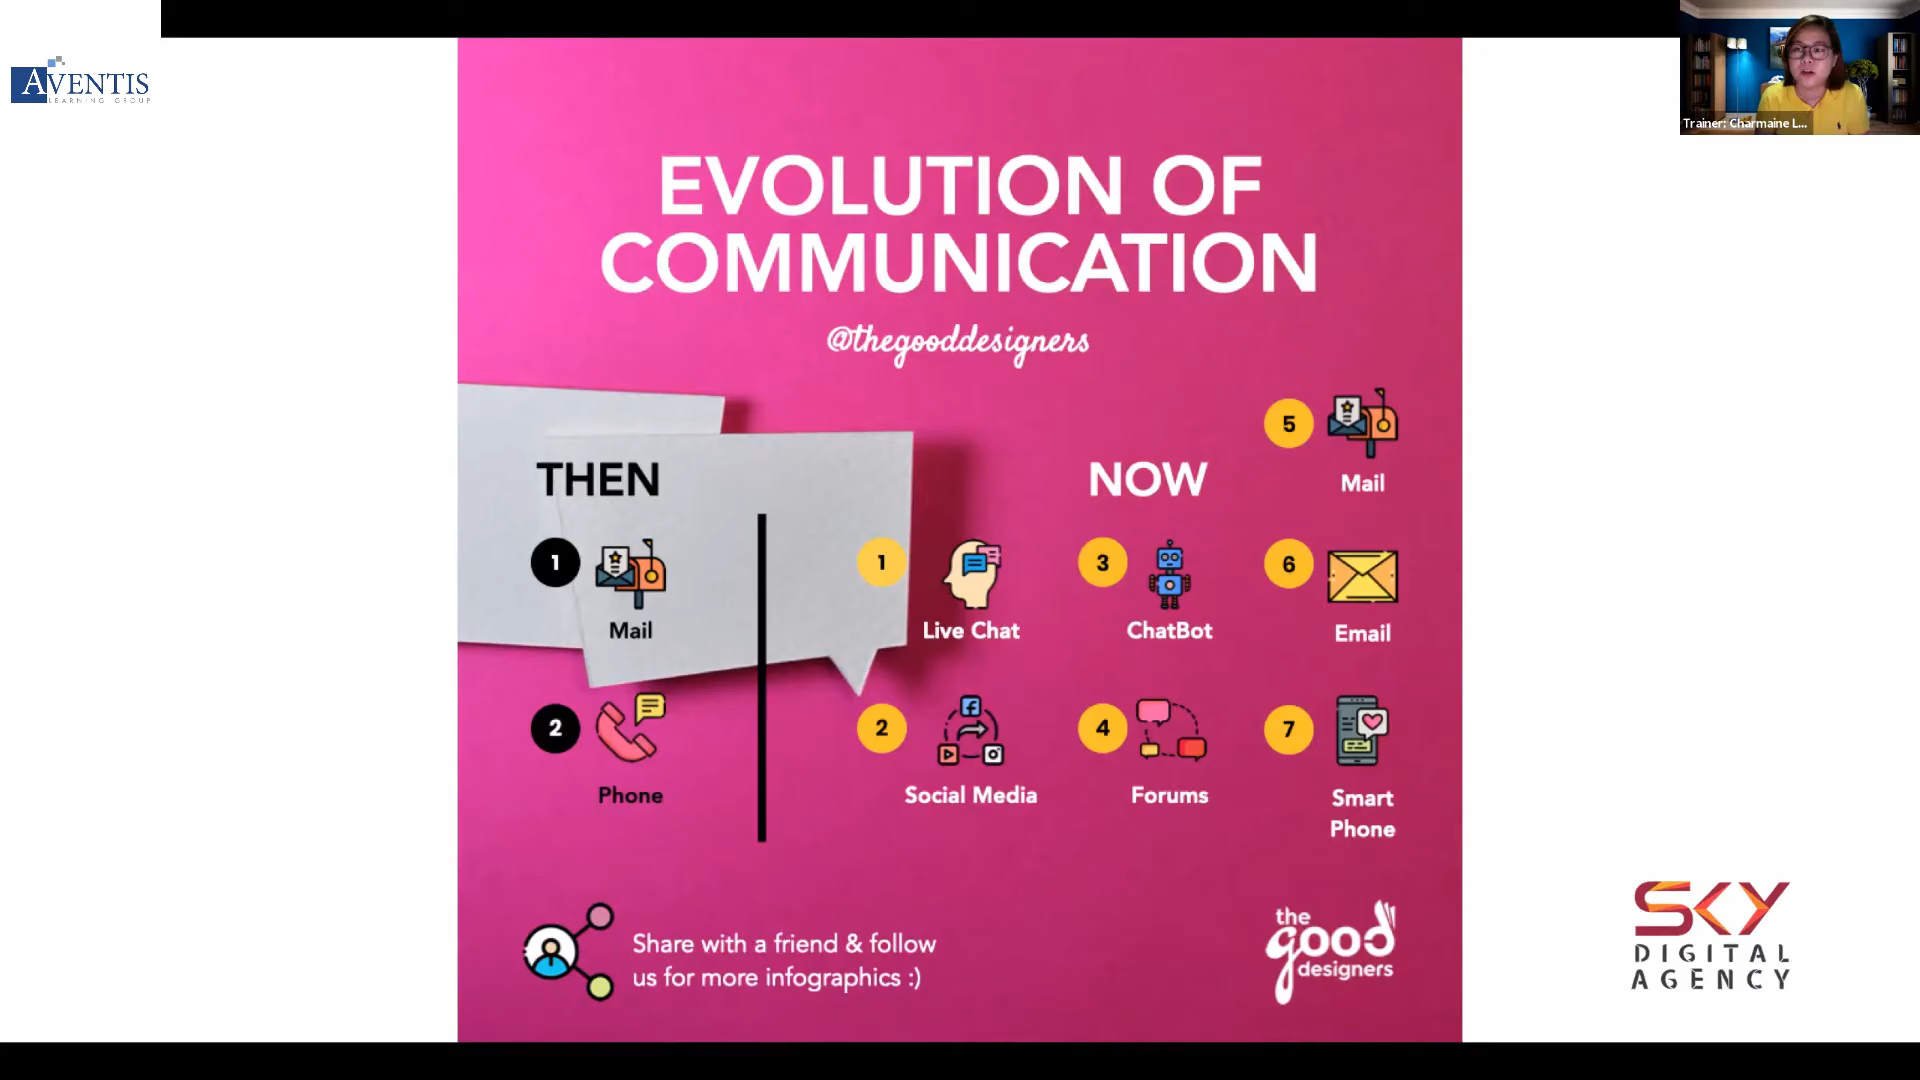 AVENTIS
LEARNING GROUP
Trainer: Charmaine L...
EVOLUTION OF
COMMUNICATION
@thegooddesigners
THEN
1
Mail
2
Phone
NOW
1
Live Chat
2
Social Media
3
ChatBot
4
Forums
5
Mail
6
Email
7
Smart
Phone
Share with a friend & follow
us for more infographics :)
the
good
designers
SKY
DIGITAL
AGENCY